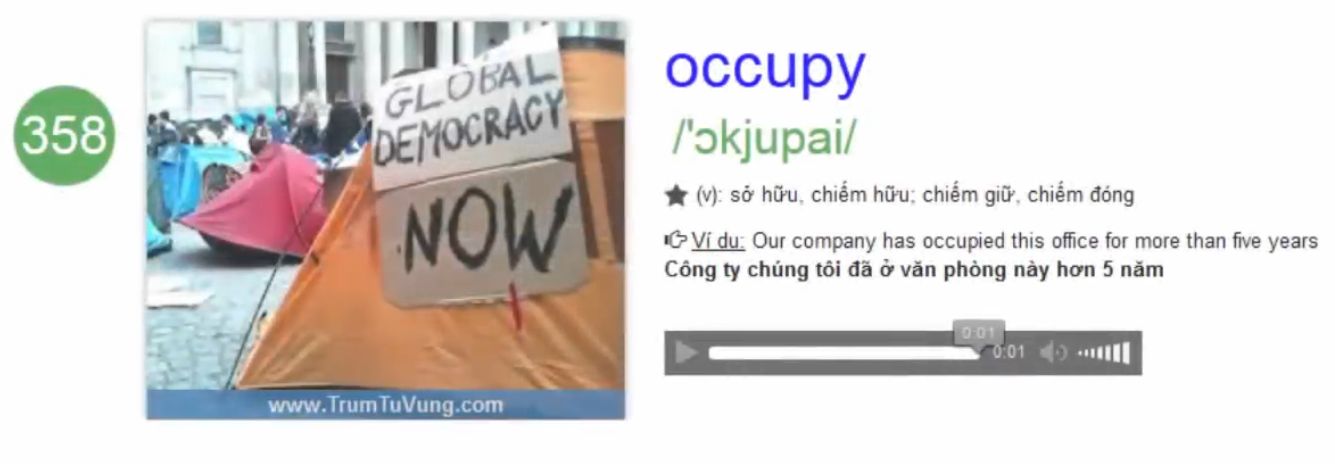 358
GLOBAL
DEMOCRACY
NOW
www.TrumTuVung.com
occupy
/'ɔkjupai/
(v): sở hữu, chiếm hữu; chiếm giữ, chiếm đóng
Ví du: Our company has occupied this office for more than five years
Công ty chúng tôi đã ở văn phòng này hơn 5 năm
0:01
0:01